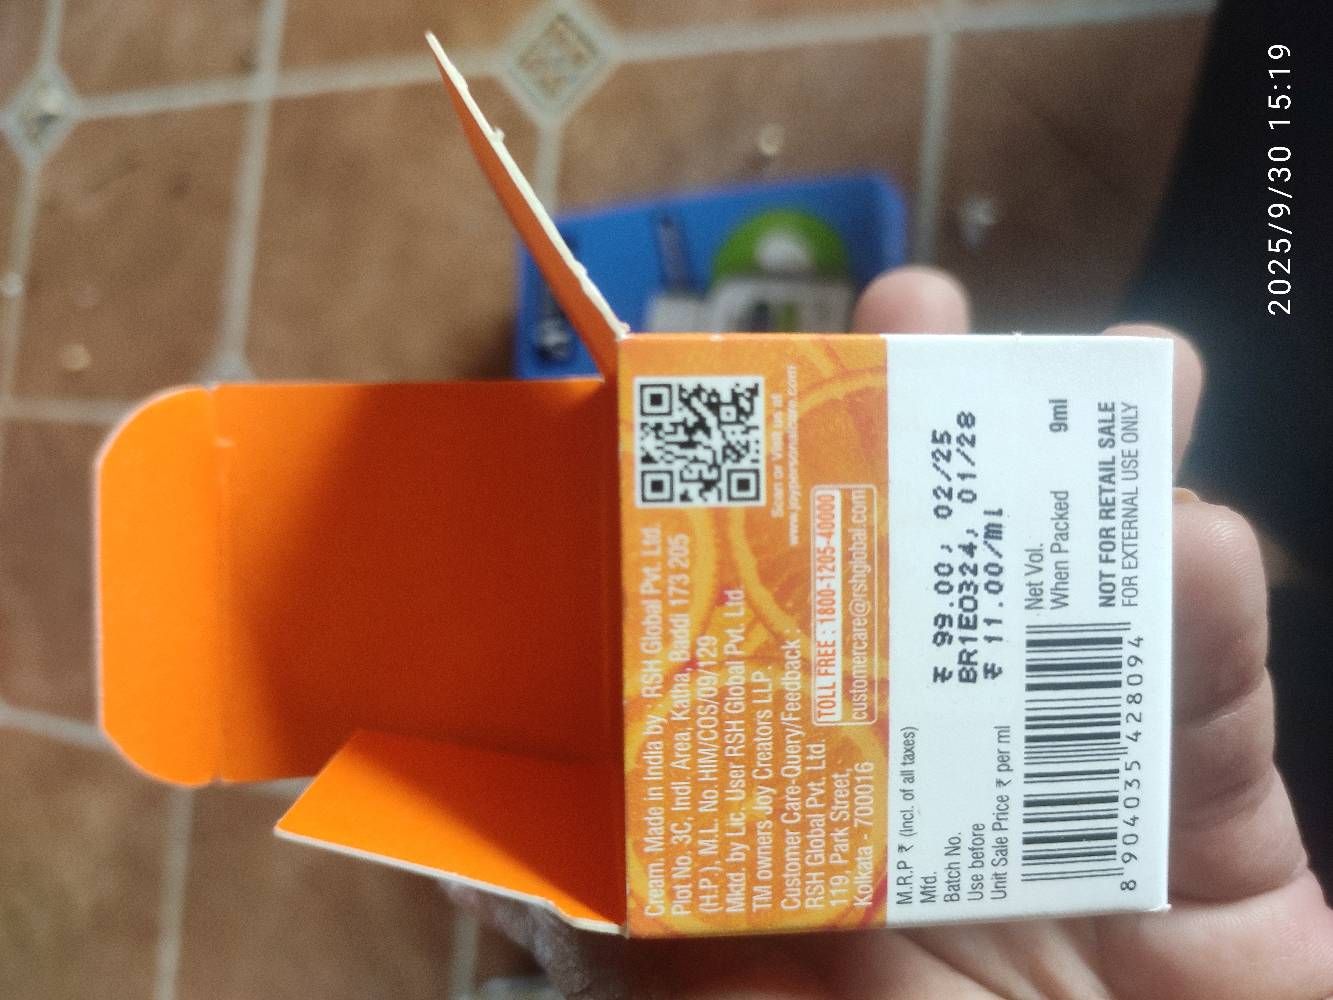 Cream. Made in India by : RSH Global Pvt. Ltd.
Plot No. 3C, Indl. Area, Katha, Baddi 173 205
(H.P.), M.L. No.HIM/COS/09/129
Mktd. by Lic. User RSH Global Pvt. Ltd.
TM owners Joy Creators LLP.
Customer Care-Query/Feedback :
RSH Global Pvt. Ltd.
119, Park Street,
Kolkata - 7000016
TOLL FREE : 1800-1205-40000
customercare@rshglobal.com
Scan or Visit us at
www.joypersonalcare.com
M.R.P ₹ (Incl. of all taxes)
Mfd.
Batch No.
Use before
Unit Sale Price ₹ per ml
₹ 99.00, 02/25
BR1E0324, 01/28
₹ 11.00/ml
Net Vol.
When Packed 9ml
NOT FOR RETAIL SALE
FOR EXTERNAL USE ONLY
8 904035 428094
2025/9/30 15:19